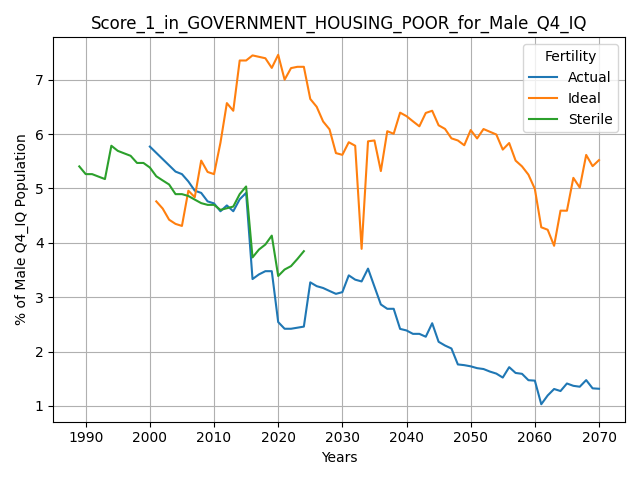 Score_1_in_GOVERNMENT_HOUSING_POOR_for_Male_Q4_IQ
Fertility
Actual
Ideal
Sterile
% of Male Q4_IQ Population
7
6
5
4
3
2
1
1990 2000 2010 2020 2030 2040 2050 2060 2070
Years